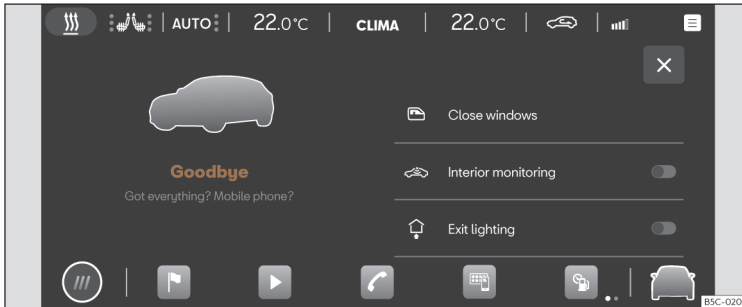 AUTO
22.0°C
CLIMA
22.0°C
Close windows
Goodbye
Interior monitoring
Got everything? Mobile phone?
Exit lighting
B5C-020